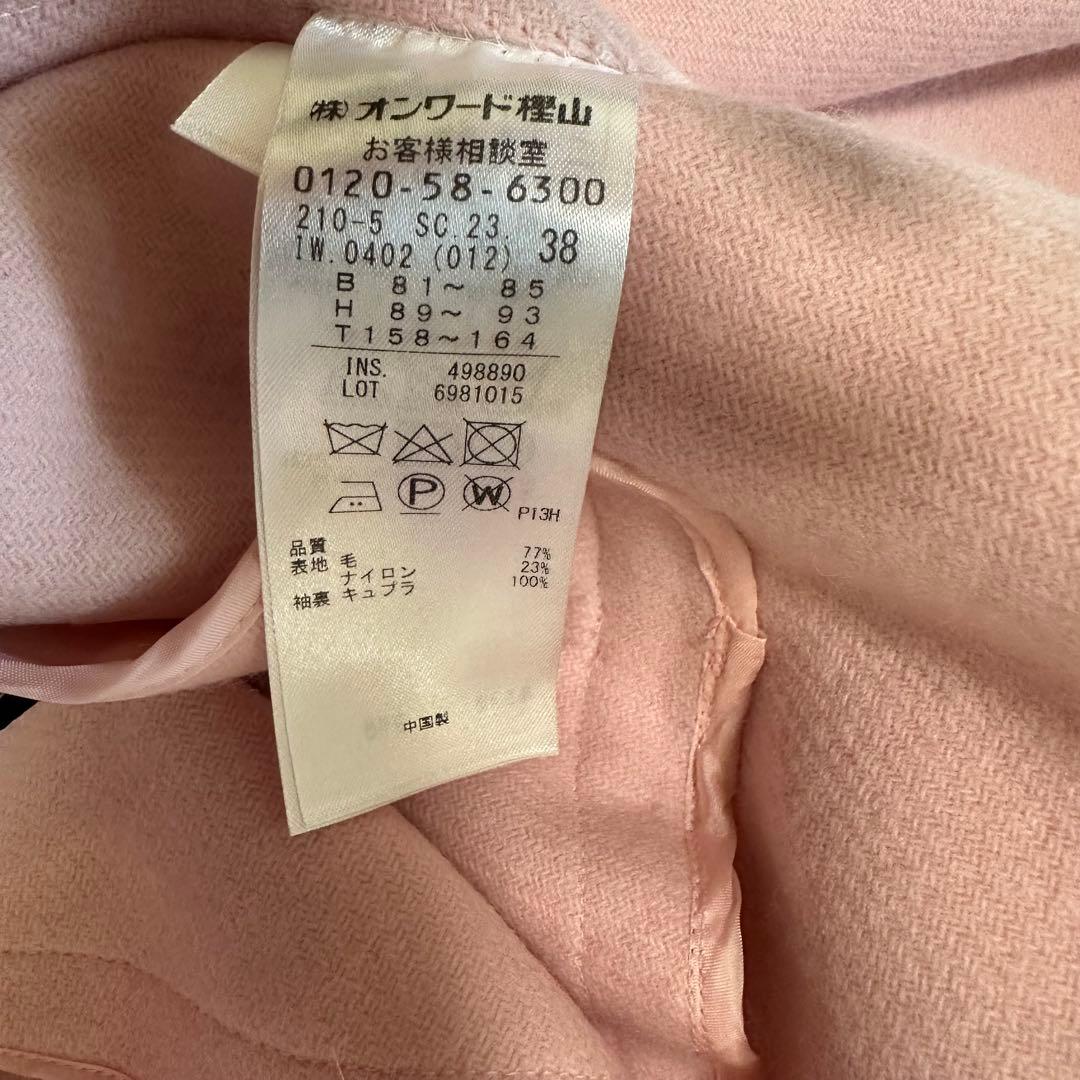 (株)オンワード樫山
お客様相談室
0120-58-6300
210-5 SC.23. 38
IW.0402 (012)
B 81～ 85
H 89～ 93
T158～164
INS. 498890
LOT 6981015
P W
P13H
品質
表地 毛 77%
ナイロン 23%
袖裏 キュプラ 100%
中国製